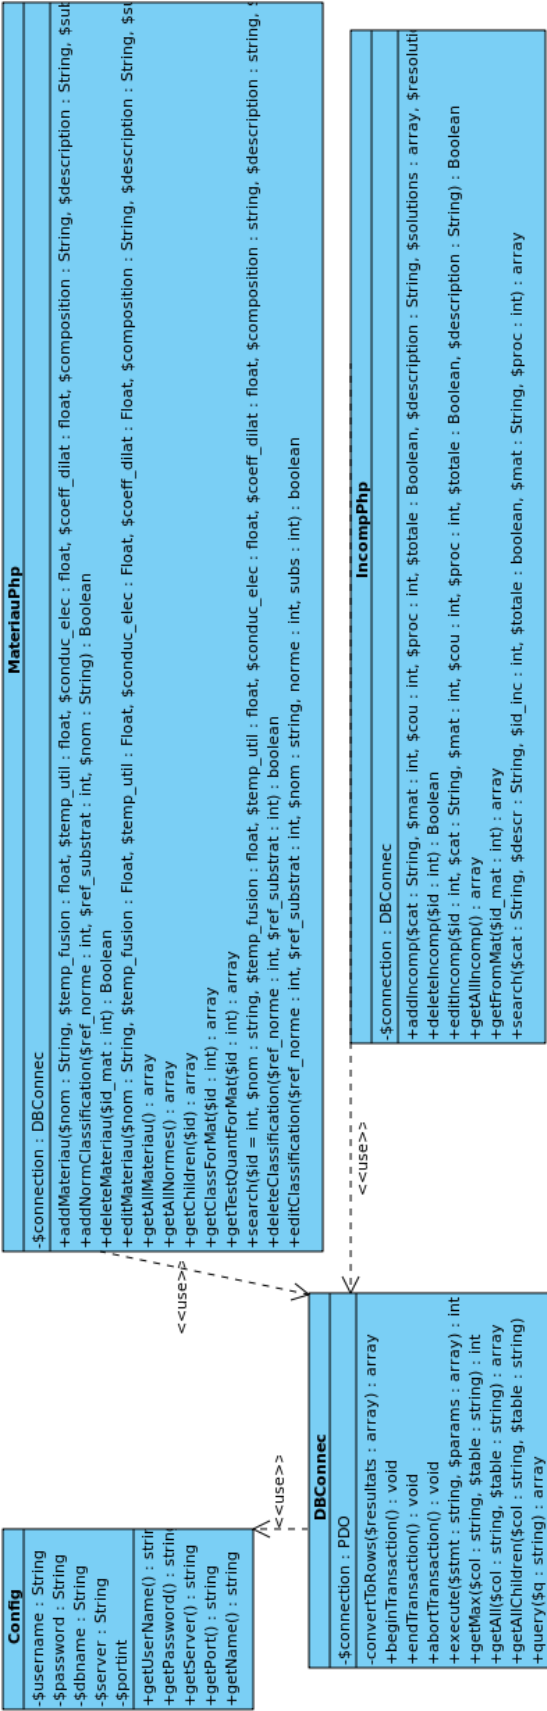 MateriauPhp
-$connection : DBConnec
+addMateriau($nom : String, $temp_fusion : float, $temp_util : float, $conduc_elec : float, $coeff_dilat : float, $composition : String, $description : String, $sub
+addNormClassification($ref_norme : int, $ref_substrat : int, $nom : String) : Boolean
+deleteMateriau($id_mat : int) : Boolean
+editMateriau($nom : String, $temp_fusion : Float, $temp_util : Float, $conduc_elec : Float, $coeff_dilat : Float, $composition : String, $description : String, $su
+getAllMateriau() : array
+getAllNormes() : array
+getChildren($id) : array
+getClassForMat($id : int) : array
+getTestQuantForMat($id : int) : array
+search($id = int, $nom : string, $temp_fusion : float, $temp_util : float, $conduc_elec : float, $coeff_dilat : float, $composition : string, $description : string,
+deleteClassification($ref_norme : int, $ref_substrat : int) : boolean
+editClassification($ref_norme : int, $ref_substrat : int, $nom : string, norme : int, subs : int) : boolean
IncompPhp
-$connection : DBConnec
+addIncomp($cat : String, $mat : int, $cou : int, $proc : int, $totale : Boolean, $description : String, $solutions : array, $resoluti
+deleteIncomp($id : int) : Boolean
+editIncomp($id : int, $cat : String, $mat : int, $cou : int, $proc : int, $totale : Boolean, $description : String) : Boolean
+getAllIncomp() : array
+getFromMat($id_mat : int) : array
+search($cat : String, $descr : String, $id_inc : int, $totale : boolean, $mat : String, $proc : int) : array
<<use>>
<<use>>
<<use>>
Config
-$username : String
-$password : String
-$dbname : String
-$server : String
-$portint
+getUserName() : strin
+getPassword() : string
+getServer() : string
+getPort() : string
+getName() : string
DBConnec
-$connection : PDO
-convertToRows($resultats : array) : array
+beginTransaction() : void
+endTransaction() : void
+abortTransaction() : void
+execute($stmt : string, $params : array) : int
+getMax($col : string, $table : string) : int
+getAll($col : string, $table : string) : array
+getAllChildren($col : string, $table : string)
+query($q : string) : array